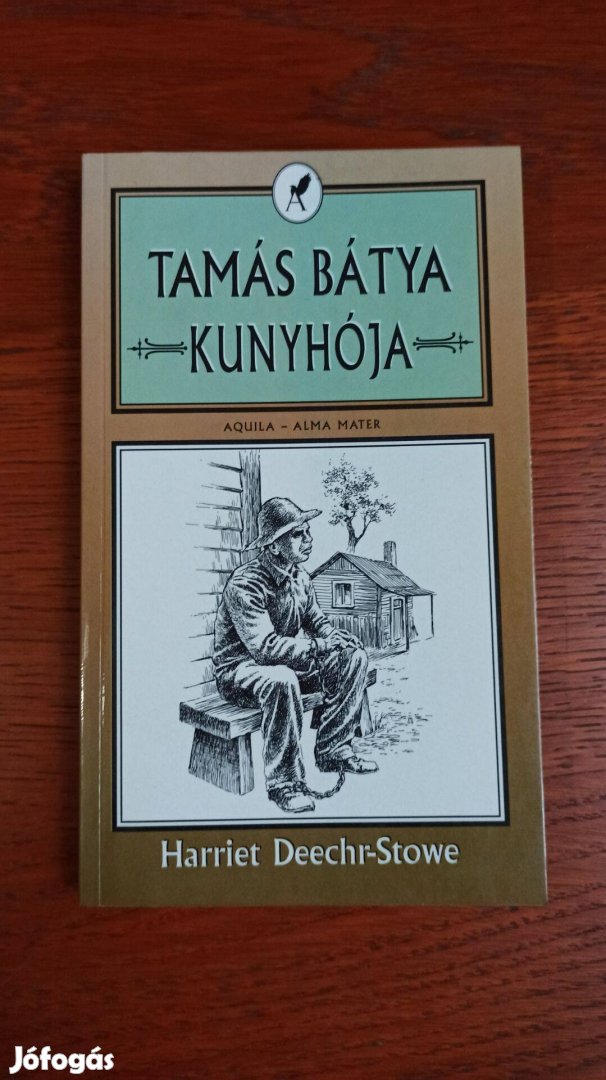 A
TAMÁS BÁTYA
KUNYHÓJA
AQUILA – ALMA MATER
Harriet Deechr-Stowe
Jófogás